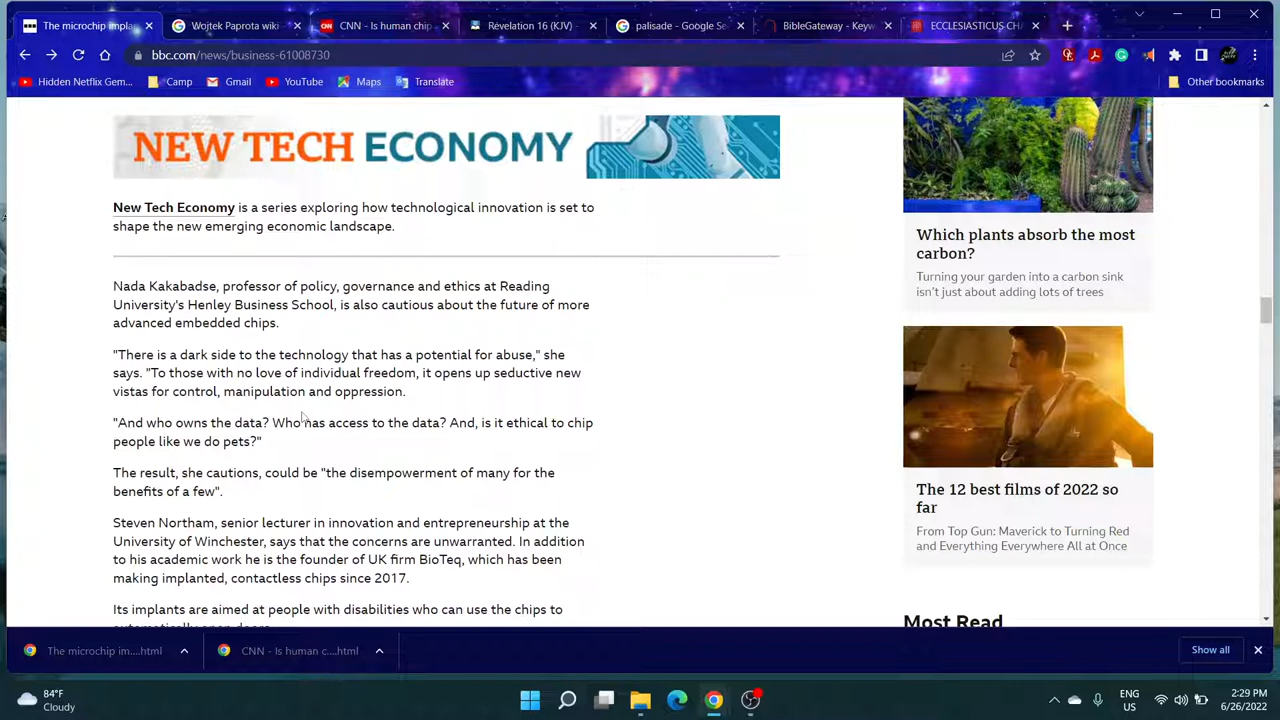 The microchip impla
Wojtek Paprota wiki
CNN - Is human chip
Revelation 16 (KJV) -
palisade - Google Se
BibleGateway - Keyw
ECCLESIASTICUS CH
bbc.com/news/business-61008730
Hidden Netflix Gem...
Camp
Gmail
YouTube
Maps
Translate
Other bookmarks
NEW TECH ECONOMY
New Tech Economy is a series exploring how technological innovation is set to
shape the new emerging economic landscape.
Nada Kakabadse, professor of policy, governance and ethics at Reading
University's Henley Business School, is also cautious about the future of more
advanced embedded chips.
"There is a dark side to the technology that has a potential for abuse," she
says. "To those with no love of individual freedom, it opens up seductive new
vistas for control, manipulation and oppression.
"And who owns the data? Who has access to the data? And, is it ethical to chip
people like we do pets?"
The result, she cautions, could be "the disempowerment of many for the
benefits of a few".
Steven Northam, senior lecturer in innovation and entrepreneurship at the
University of Winchester, says that the concerns are unwarranted. In addition
to his academic work he is the founder of UK firm BioTeq, which has been
making implanted, contactless chips since 2017.
Its implants are aimed at people with disabilities who can use the chips to
automatically open doors.
Which plants absorb the most
carbon?
Turning your garden into a carbon sink
isn't just about adding lots of trees
The 12 best films of 2022 so
far
From Top Gun: Maverick to Turning Red
and Everything Everywhere All at Once
Most Read
The microchip im....html
CNN - Is human c....html
Show all
84°F
Cloudy
ENG
US
2:29 PM
6/26/2022